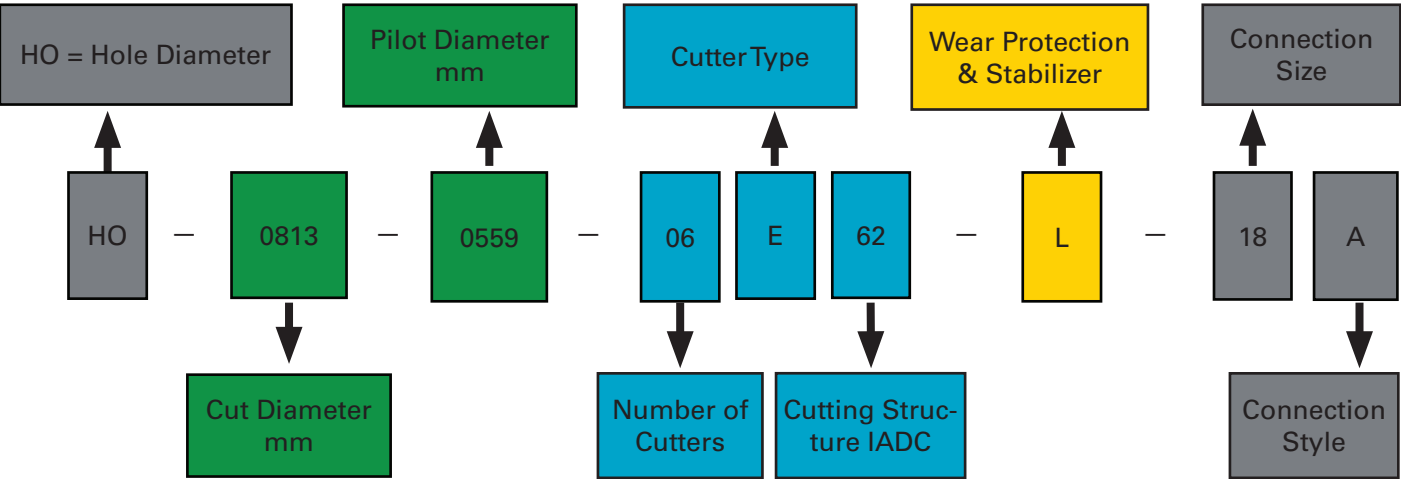 HO = Hole Diameter
Pilot Diameter
mm
Cutter Type
Wear Protection
& Stabilizer
Connection
Size
HO – 0813 – 0559 – 06 E 62 – L – 18 A
Cut Diameter
mm
Number of
Cutters
Cutting Struc-
ture IADC
Connection
Style